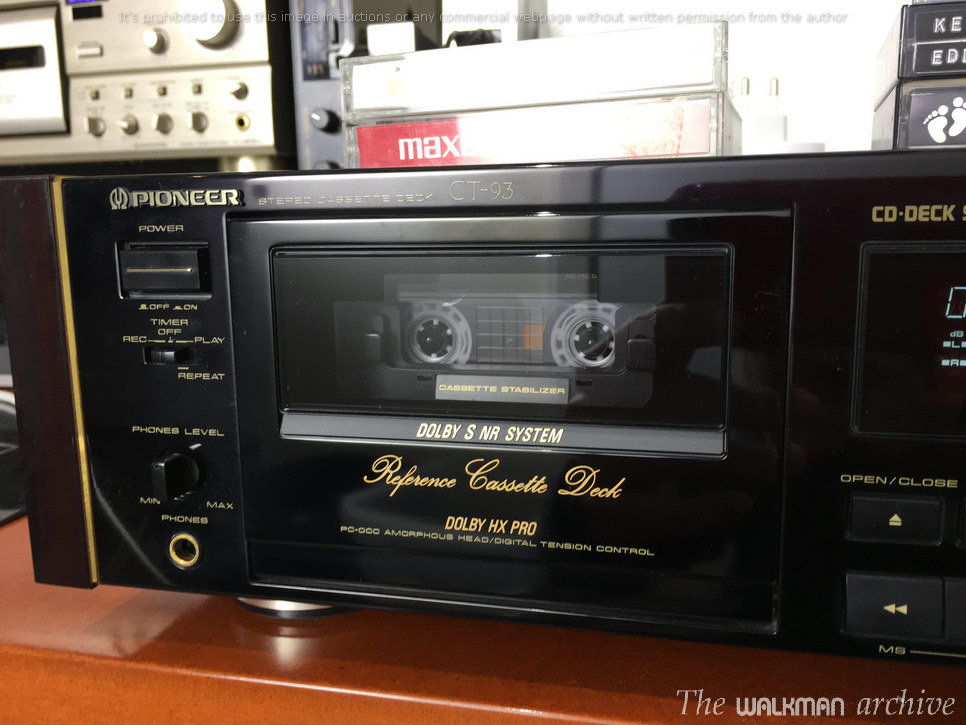 It's prohibited to use this image in auctions or any commercial webpage without written permission from the author
maxe
KE
EDI
PIONEER
STEREO CASSETTE DECK CT-93
CD·DECK S
POWER
OFF ON
TIMER
OFF
REC PLAY
REPEAT
dB
L
R
CASSETTE STABILIZER
DOLBY S NR SYSTEM
PHONES LEVEL
MIN MAX
PHONES
Reference Cassette Deck
DOLBY HX PRO
PC-OCC AMORPHOUS HEAD/DIGITAL TENSION CONTROL
OPEN/CLOSE
MS
The WALKMAN archive